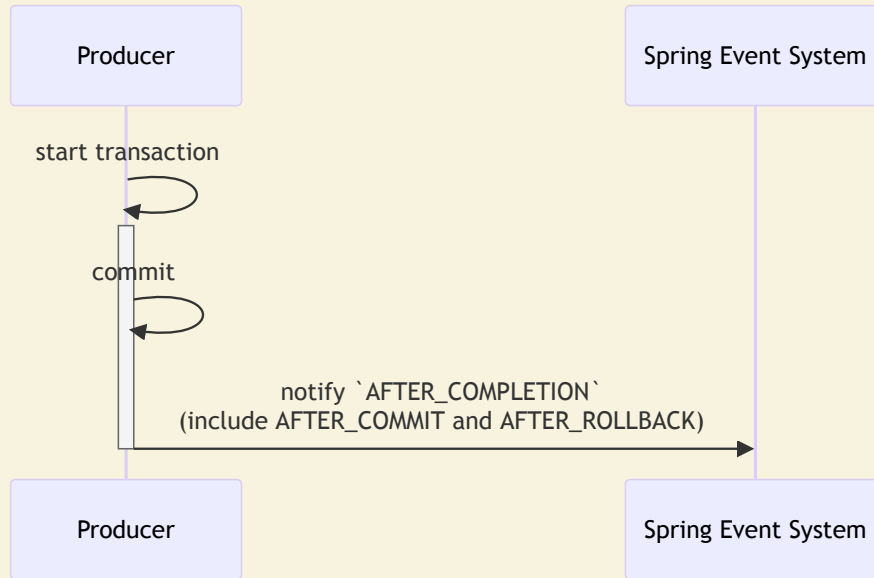 Producer
Spring Event System
start transaction
commit
notify `AFTER_COMPLETION`
(include AFTER_COMMIT and AFTER_ROLLBACK)
Producer
Spring Event System